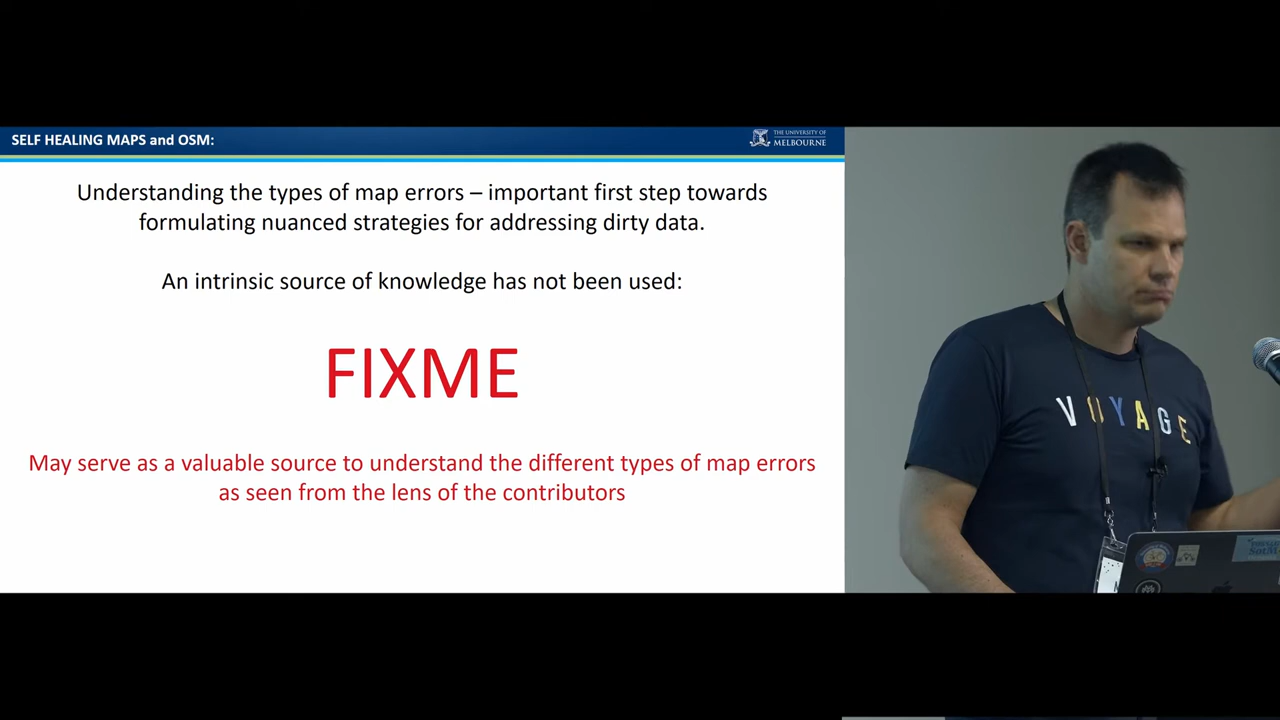 SELF HEALING MAPS and OSM:
THE UNIVERSITY OF
MELBOURNE
Understanding the types of map errors – important first step towards
formulating nuanced strategies for addressing dirty data.
An intrinsic source of knowledge has not been used:
FIXME
May serve as a valuable source to understand the different types of map errors
as seen from the lens of the contributors
VOYAGE